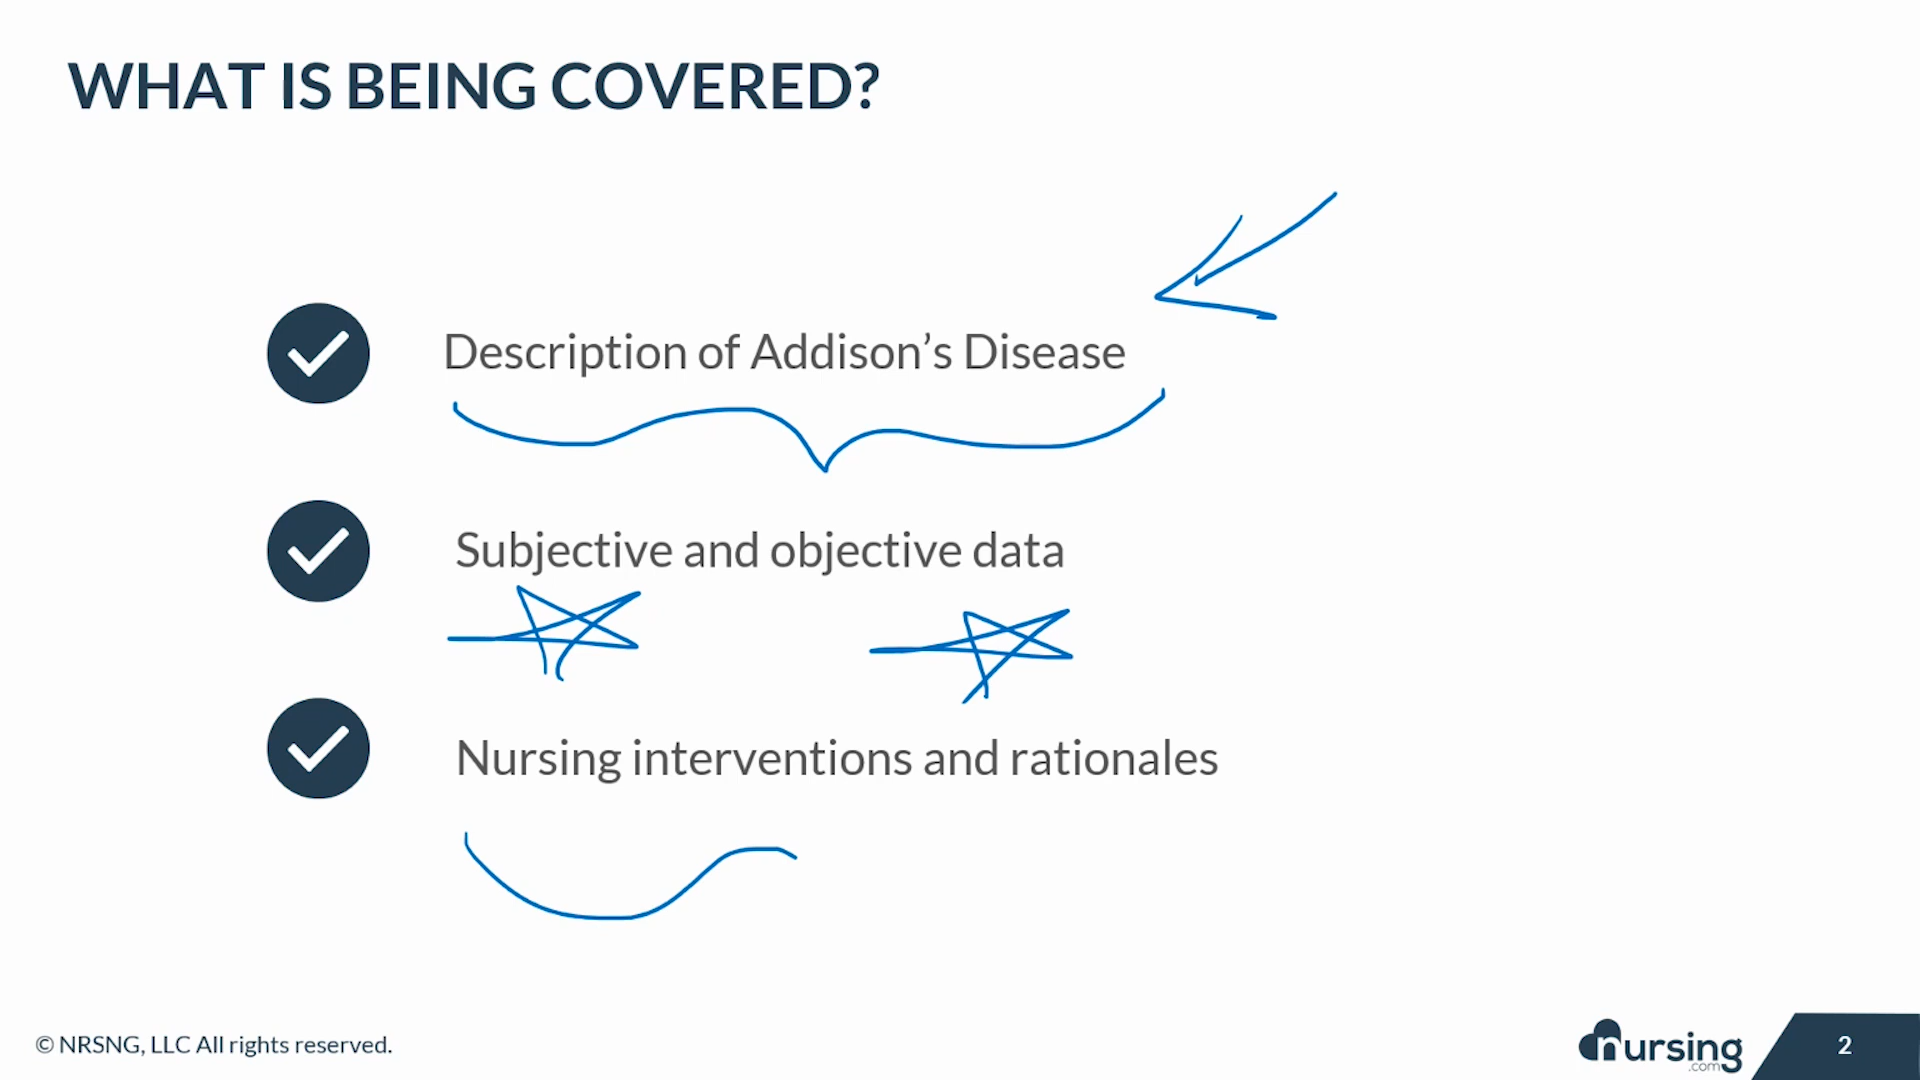 WHAT IS BEING COVERED?
Description of Addison’s Disease
Subjective and objective data
Nursing interventions and rationales
© NRSNG, LLC All rights reserved.
nursing
.com
2